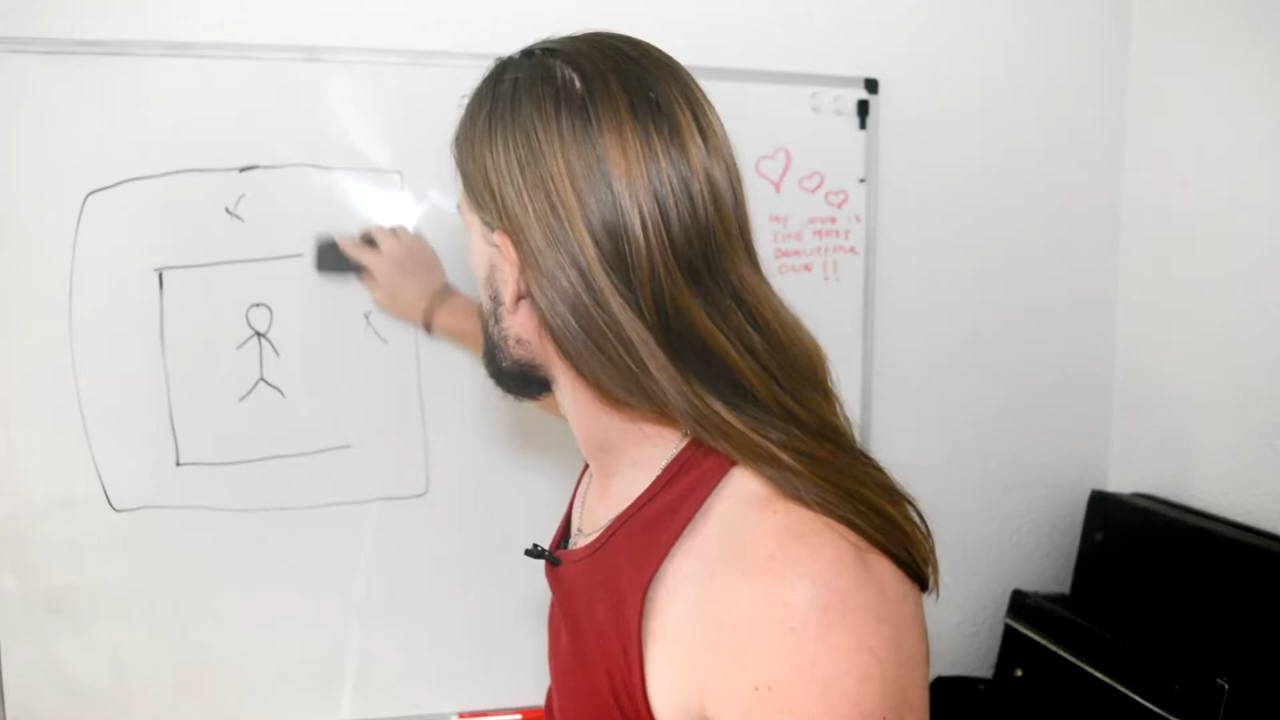 X
X
MY LOVE IS
THE MOST
BEAUTIFUL
ONE !!